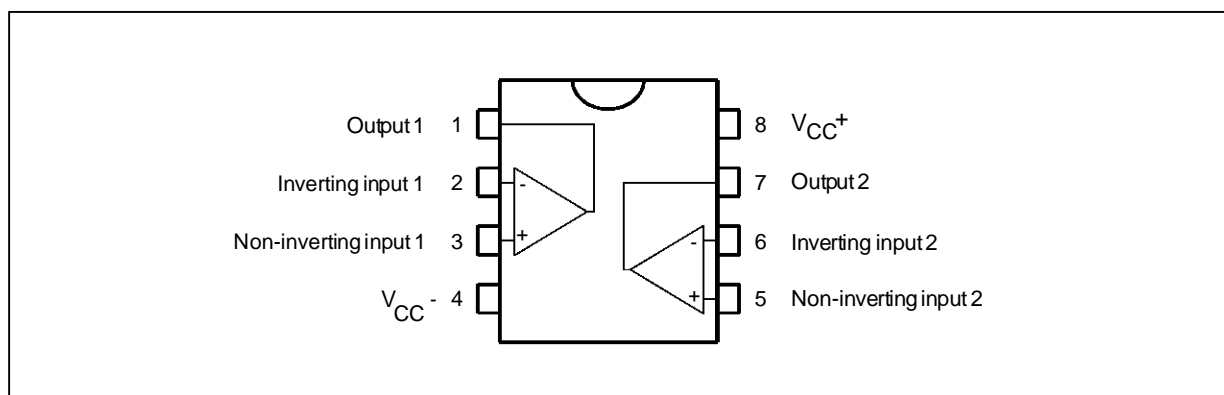 Output 1 1
Inverting input 1 2
-
Non-inverting input 1 3
+
VCC - 4
8 VCC+
7 Output 2
6 Inverting input 2
-
5 Non-inverting input 2
+